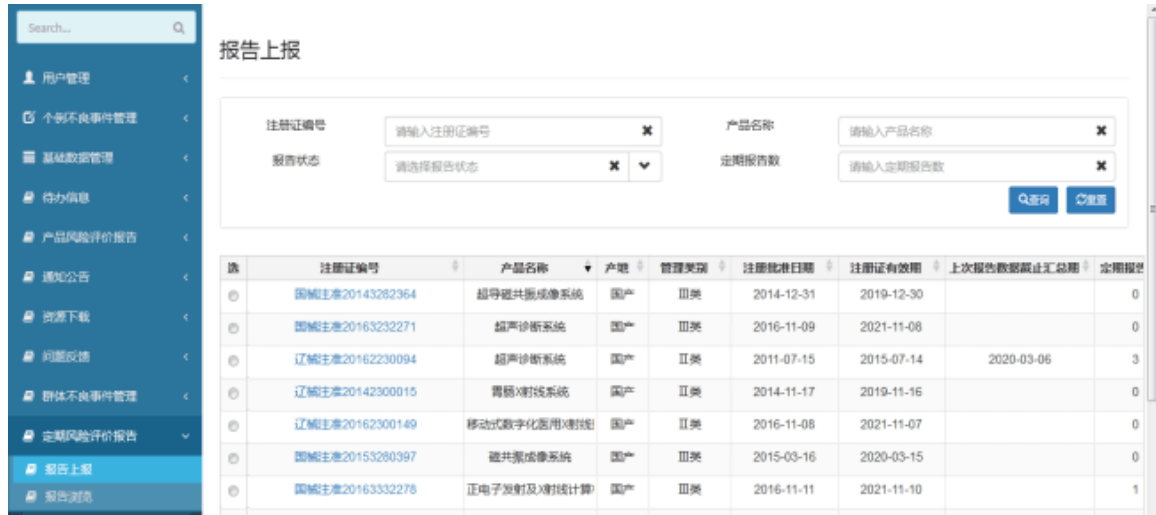 Search...
用户管理
个例不良事件管理
基础数据管理
待办信息
产品风险评价报告
通知公告
资源下载
问题反馈
群体不良事件管理
定期风险评价报告
报告上报
报告浏览
报告上报
注册证编号 请输入注册证编号 产品名称 请输入产品名称
报告状态 请选择报告状态 定期报告数 请输入定期报告数
查询 重置
选 注册证编号 产品名称 产地 管理类别 注册批准日期 注册证有效期 上次报告数据截止汇总期 定期报告
国械注准20143282364 超导磁共振成像系统 国产 III类 2014-12-31 2019-12-30 0
国械注准20163232271 超声诊断系统 国产 III类 2016-11-09 2021-11-08 0
辽械注准20162230094 超声诊断系统 国产 II类 2011-07-15 2015-07-14 2020-03-06 3
辽械注准20142300015 胃肠X射线系统 国产 II类 2014-11-17 2019-11-16 0
辽械注准20162300149 移动式数字化医用X射线 国产 II类 2016-11-08 2021-11-07 0
国械注准20153280397 磁共振成像系统 国产 III类 2015-03-16 2020-03-15 0
国械注准20163332278 正电子发射及X射线计算 国产 III类 2016-11-11 2021-11-10 1